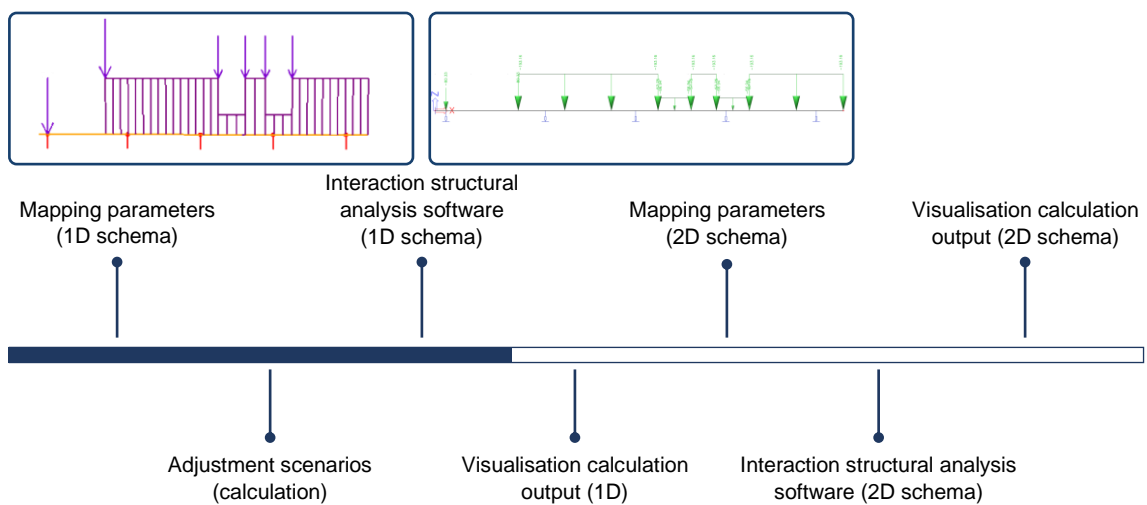 Mapping parameters
(1D schema)
Interaction structural
analysis software
(1D schema)
Mapping parameters
(2D schema)
Visualisation calculation
output (2D schema)
Adjustment scenarios
(calculation)
Visualisation calculation
output (1D)
Interaction structural analysis
software (2D schema)